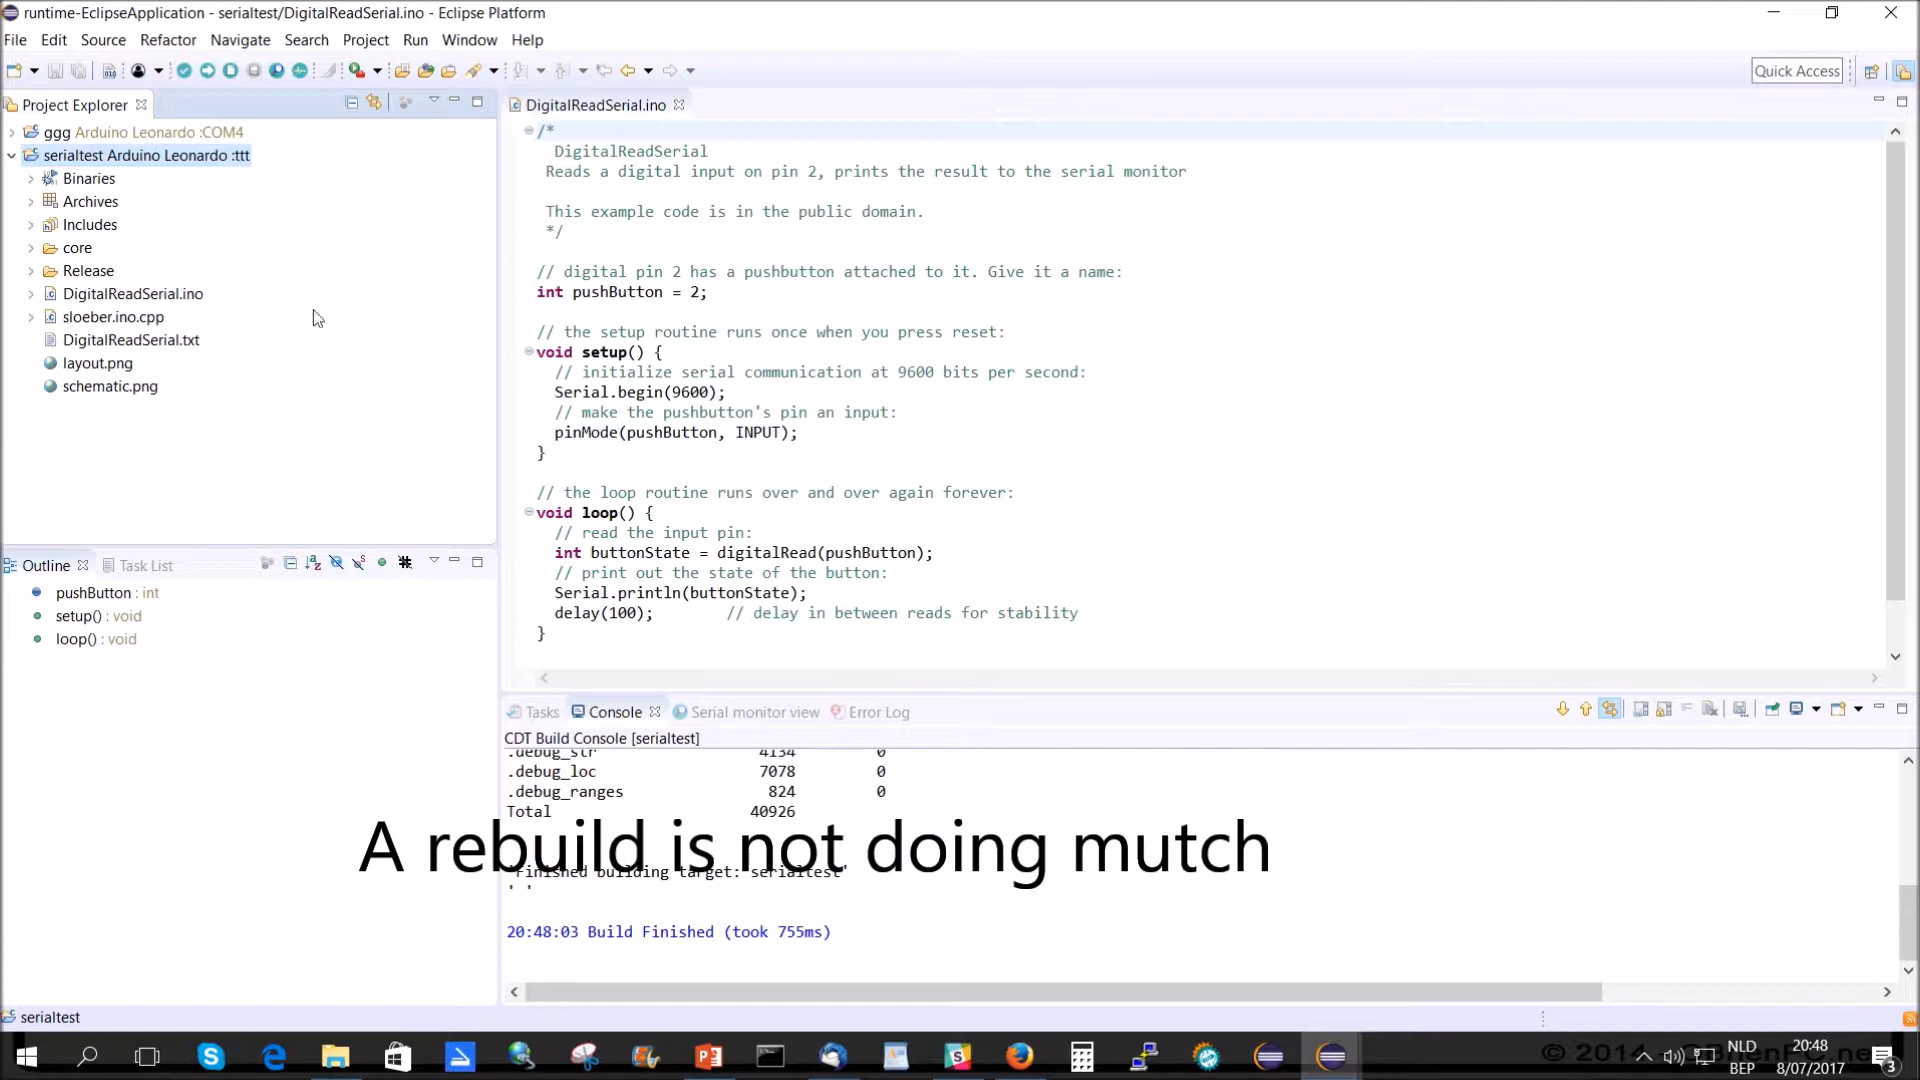 runtime-EclipseApplication - serialtest/DigitalReadSerial.ino - Eclipse Platform
File Edit Source Refactor Navigate Search Project Run Window Help
Quick Access
Project Explorer
ggg Arduino Leonardo :COM4
serialtest Arduino Leonardo :ttt
Binaries
Archives
Includes
core
Release
DigitalReadSerial.ino
sloeber.ino.cpp
DigitalReadSerial.txt
layout.png
schematic.png
Outline Task List
pushButton : int
setup() : void
loop() : void
DigitalReadSerial.ino
/*
DigitalReadSerial
Reads a digital input on pin 2, prints the result to the serial monitor
This example code is in the public domain.
*/
// digital pin 2 has a pushbutton attached to it. Give it a name:
int pushButton = 2;
// the setup routine runs once when you press reset:
void setup() {
// initialize serial communication at 9600 bits per second:
Serial.begin(9600);
// make the pushbutton's pin an input:
pinMode(pushButton, INPUT);
}
// the loop routine runs over and over again forever:
void loop() {
// read the input pin:
int buttonState = digitalRead(pushButton);
// print out the state of the button:
Serial.println(buttonState);
delay(100); // delay in between reads for stability
}
Tasks Console Serial monitor view Error Log
CDT Build Console [serialtest]
.debug_str 4134 0
.debug_loc 7078 0
.debug_ranges 824 0
Total 40926
A rebuild is not doing mutch
'Finished building target: serialtest'
' '
20:48:03 Build Finished (took 755ms)
serialtest
NLD 20:48
BEP 8/07/2017 3